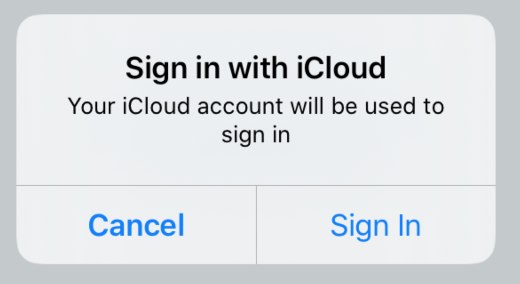 Sign in with iCloud
Your iCloud account will be used to
sign in
Cancel
Sign In